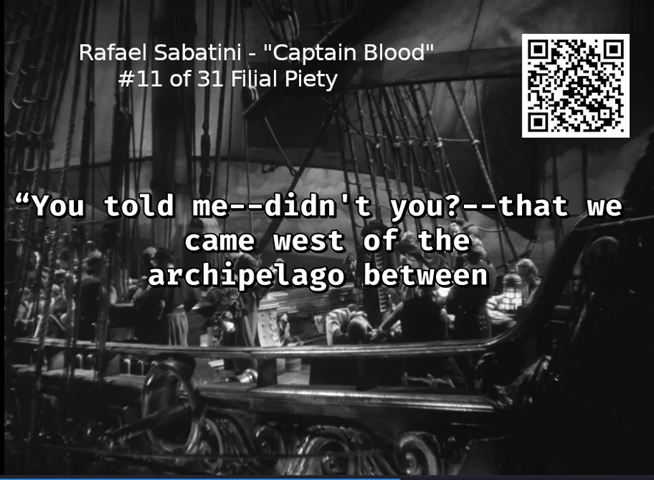 Rafael Sabatini - "Captain Blood"
#11 of 31 Filial Piety
“You told me--didn't you?--that we
came west of the
archipelago between